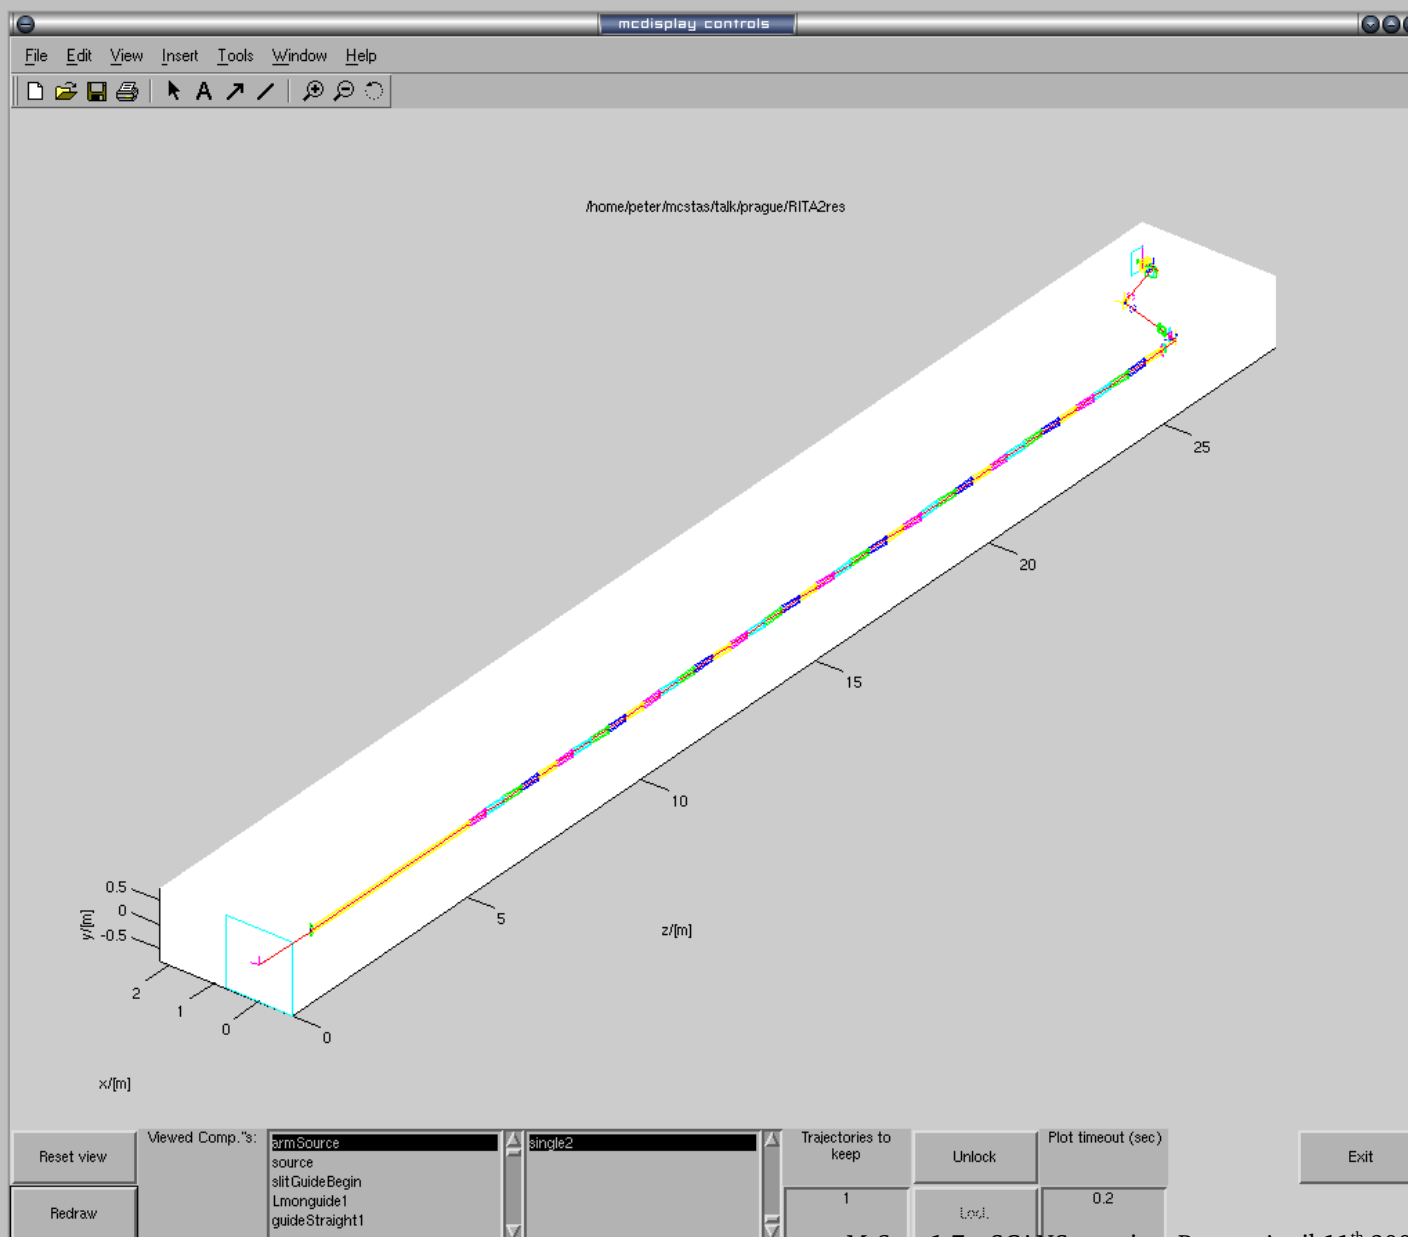 mcdisplay controls
File Edit View Insert Tools Window Help
A
/home/peter/mcstas/talk/prague/RITA2res
25
20
15
10
5
0
z/[m]
0.5
0
-0.5
y/[m]
2
1
0
x/[m]
Reset view
Redraw
Viewed Comp."s:
armSource
source
slitGuideBegin
Lmonguide1
guideStraight1
single2
Trajectories to keep
1
Unlock
Plot timeout (sec)
0.2
Exit